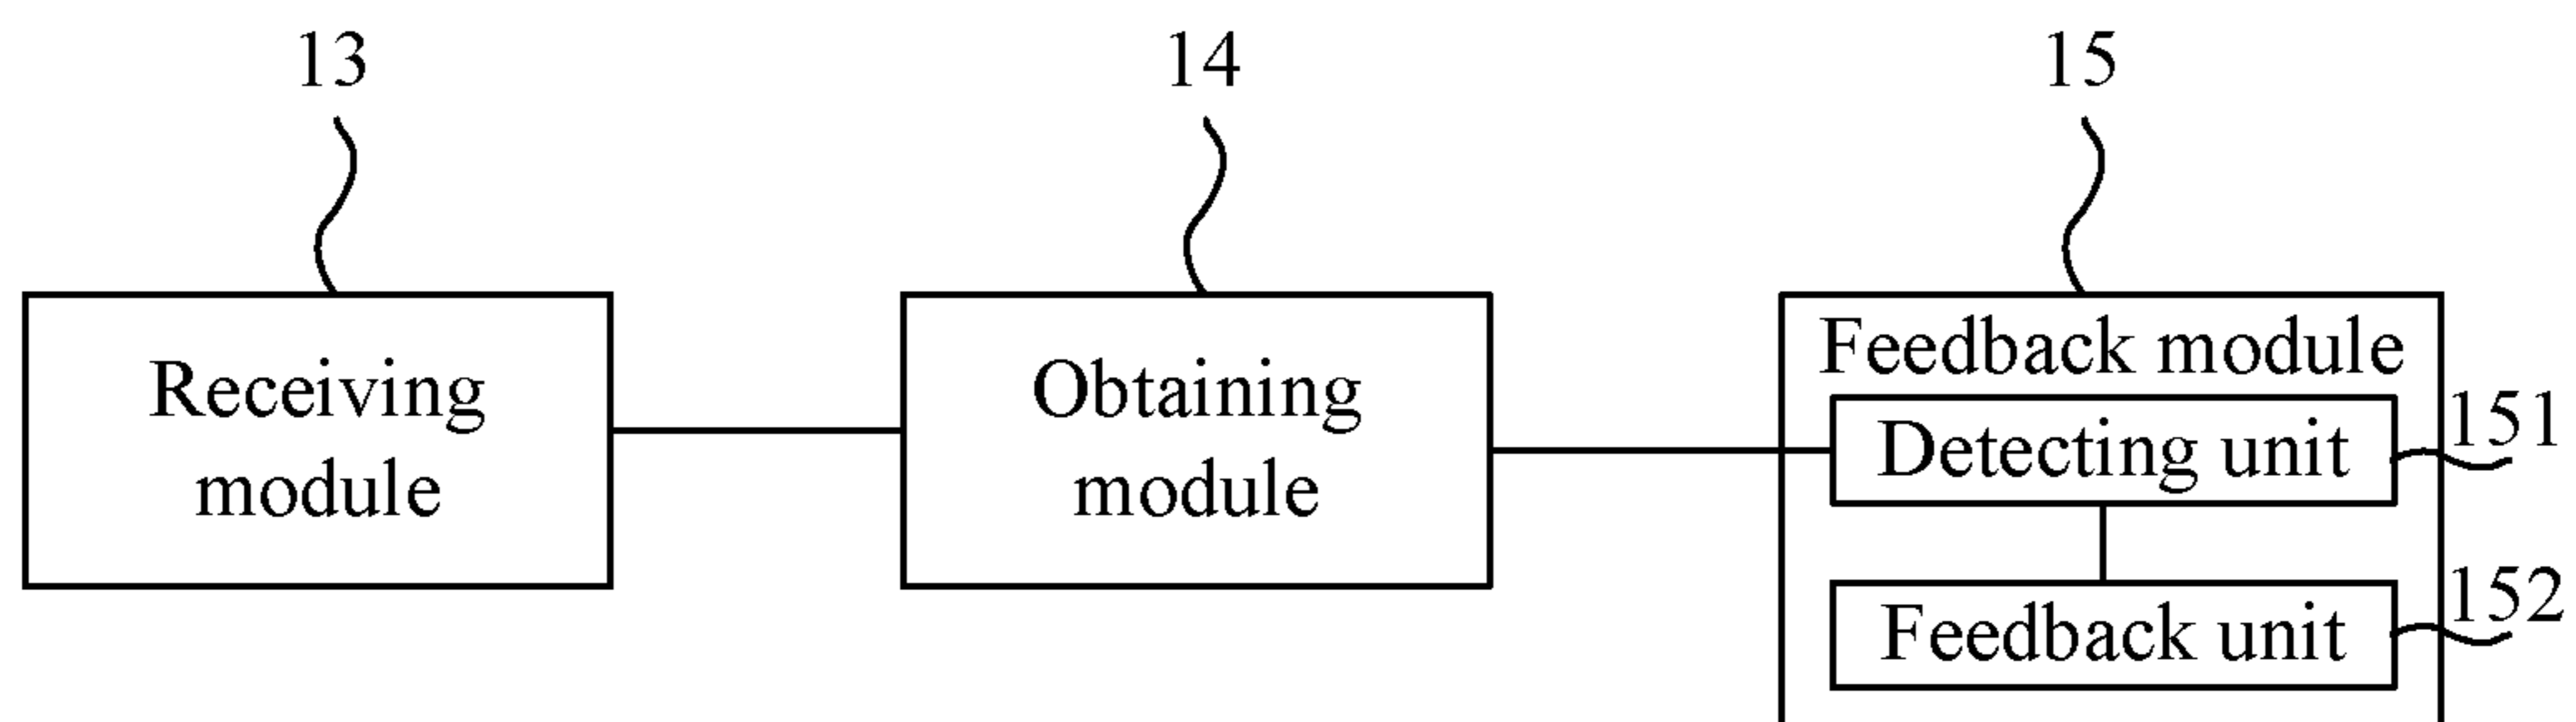 13
14
15
Receiving
module
Obtaining
module
Feedback module
Detecting unit
151
Feedback unit
152